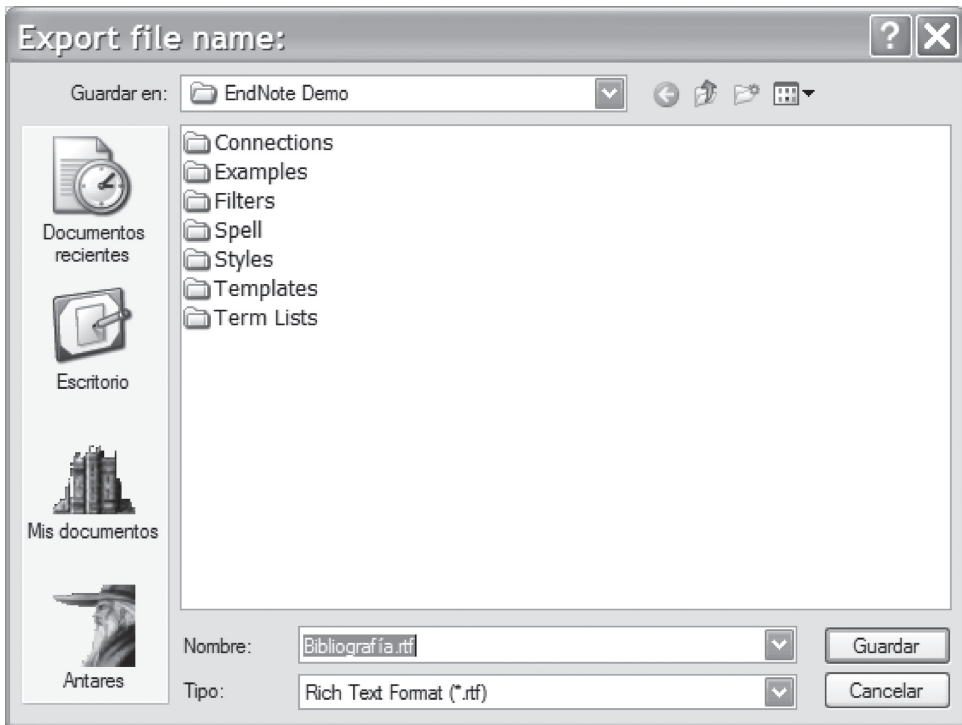 Export file name:
?
Guardar en: EndNote Demo
Connections
Examples
Filters
Spell
Styles
Templates
Term Lists
Documentos
recientes
Escritorio
Mis documentos
Antares
Nombre: Bibliografía.rtf Guardar
Tipo: Rich Text Format (*.rtf) Cancelar